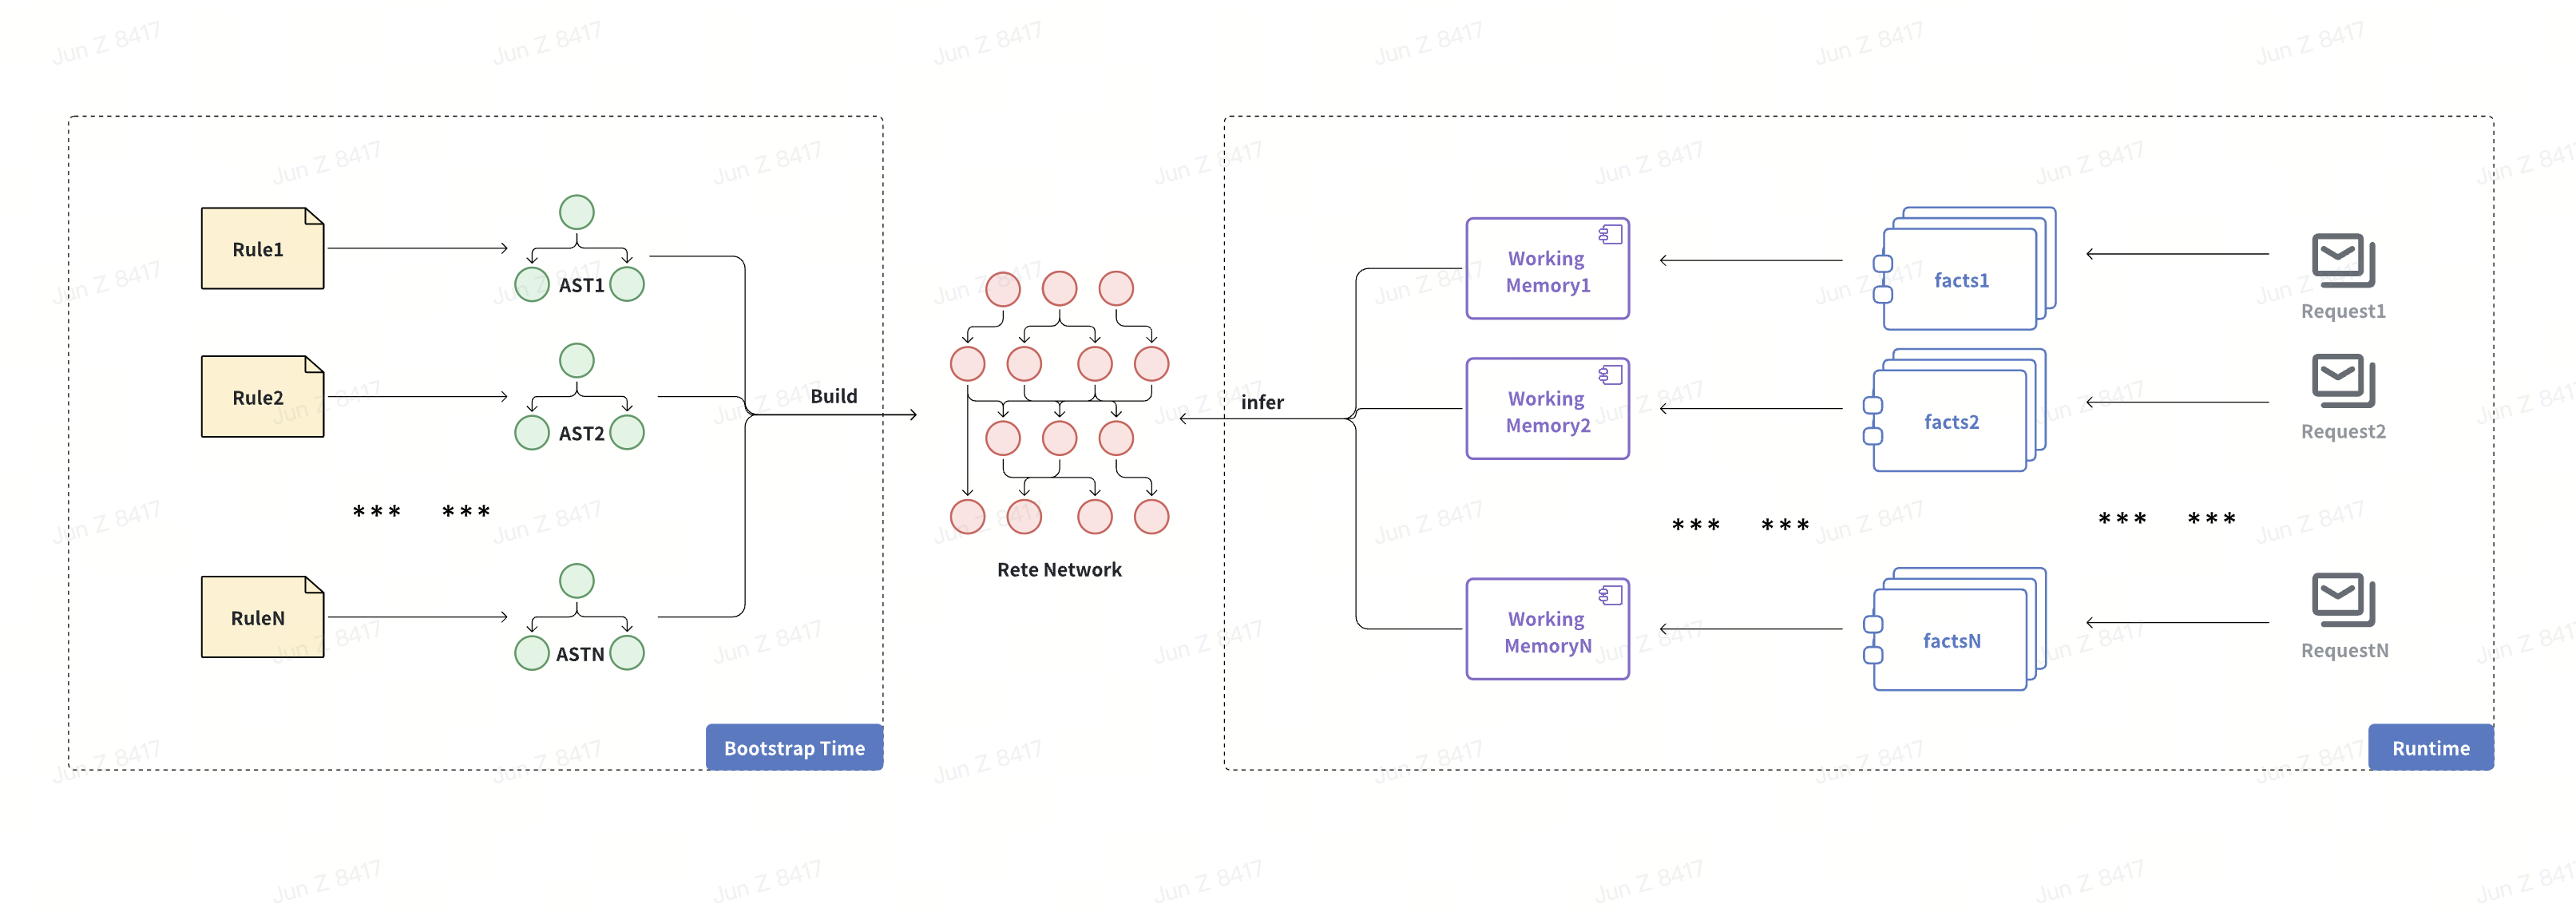 Rule1
AST1
Rule2
AST2
*** ***
RuleN
ASTN
Build
Bootstrap Time
Rete Network
infer
Working
Memory1
facts1
Request1
Working
Memory2
facts2
Request2
*** ***
*** ***
Working
MemoryN
factsN
RequestN
Runtime
Jun Z 8417